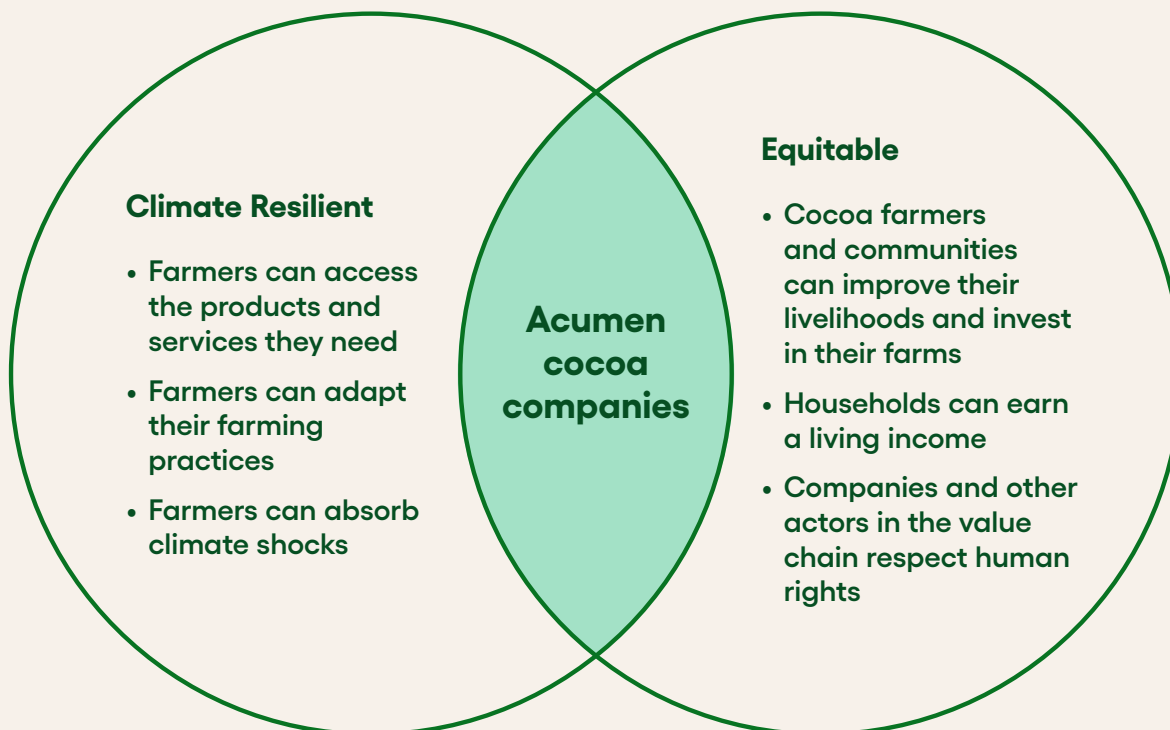 Climate Resilient
• Farmers can access
the products and
services they need
• Farmers can adapt
their farming
practices
• Farmers can absorb
climate shocks
Acumen
cocoa
companies
Equitable
• Cocoa farmers
and communities
can improve their
livelihoods and invest
in their farms
• Households can earn
a living income
• Companies and other
actors in the value
chain respect human
rights